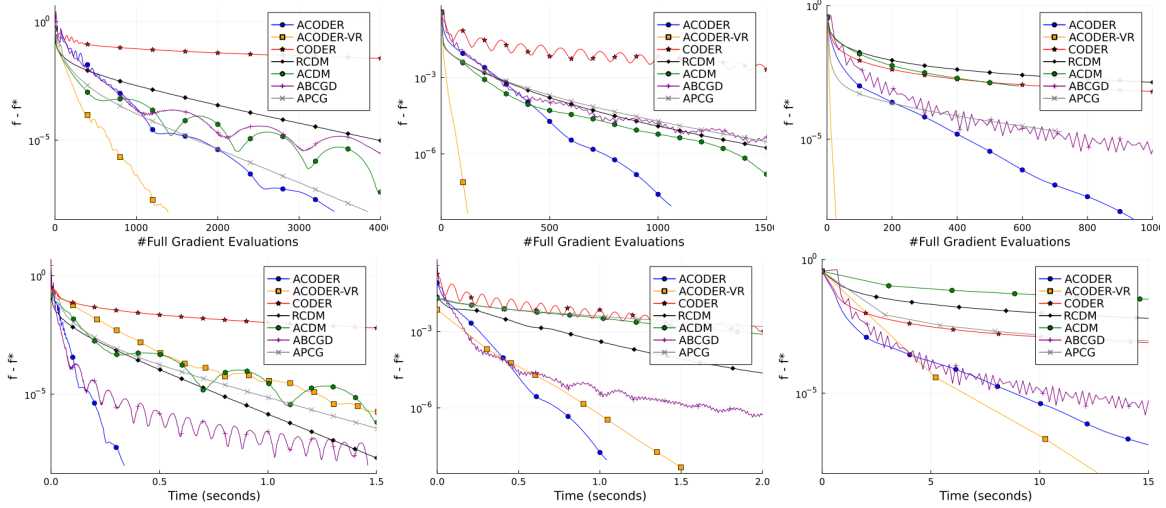 f - f*
10⁰
10⁻⁵
0
1000
2000
3000
4000
#Full Gradient Evaluations
ACODER
ACODER-VR
CODER
RCDM
ACDM
ABCGD
APCG
f - f*
10⁻³
10⁻⁶
0
500
1000
1500
#Full Gradient Evaluations
ACODER
ACODER-VR
CODER
RCDM
ACDM
ABCGD
APCG
f - f*
10⁰
10⁻⁵
0
200
400
600
800
1000
#Full Gradient Evaluations
ACODER
ACODER-VR
CODER
RCDM
ACDM
ABCGD
APCG
f - f*
10⁰
10⁻⁵
0.0
0.5
1.0
1.5
Time (seconds)
ACODER
ACODER-VR
CODER
RCDM
ACDM
ABCGD
APCG
f - f*
10⁻³
10⁻⁶
0.0
0.5
1.0
1.5
2.0
Time (seconds)
ACODER
ACODER-VR
CODER
RCDM
ACDM
ABCGD
APCG
f - f*
10⁰
10⁻⁵
0
5
10
15
Time (seconds)
ACODER
ACODER-VR
CODER
RCDM
ACDM
ABCGD
APCG